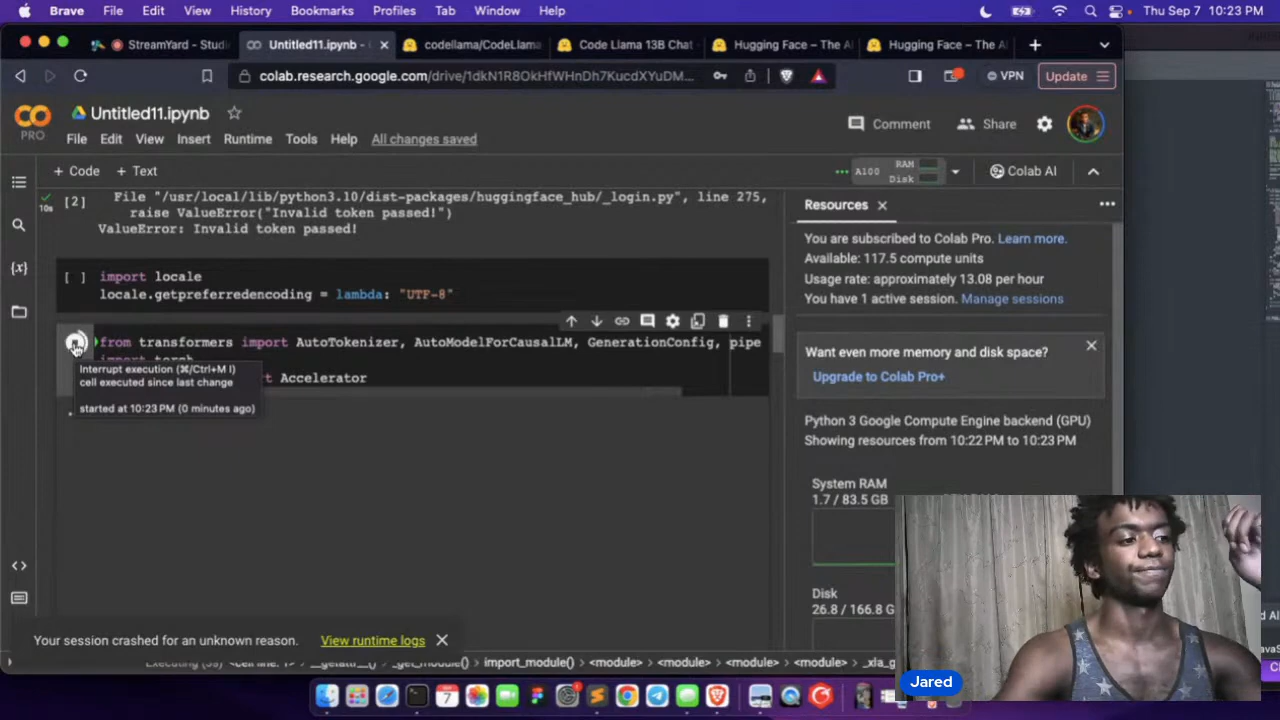 Brave File Edit View History Bookmarks Profiles Tab Window Help Thu Sep 7 10:23 PM
StreamYard - Studi Untitled11.ipynb - codellama/CodeLlama Code Llama 13B Chat - Hugging Face – The AI Hugging Face – The AI
colab.research.google.com/drive/1dkN1R8OkHfWHnDh7KucdXYuDM... VPN Update
Untitled11.ipynb
PRO File Edit View Insert Runtime Tools Help All changes saved Comment Share
+ Code + Text A100 RAM Disk Colab AI
[2] File "/usr/local/lib/python3.10/dist-packages/huggingface_hub/_login.py", line 275,
10s
raise ValueError("Invalid token passed!")
ValueError: Invalid token passed!
[ ] import locale
locale.getpreferredencoding = lambda: "UTF-8"
from transformers import AutoTokenizer, AutoModelForCausalLM, GenerationConfig, pipe
import torch
rt Accelerator
Interrupt execution (⌘/Ctrl+M I)
cell executed since last change
started at 10:23 PM (0 minutes ago)
Resources
You are subscribed to Colab Pro. Learn more.
Available: 117.5 compute units
Usage rate: approximately 13.08 per hour
You have 1 active session. Manage sessions
Want even more memory and disk space?
Upgrade to Colab Pro+
Python 3 Google Compute Engine backend (GPU)
Showing resources from 10:22 PM to 10:23 PM
System RAM
1.7 / 83.5 GB
Disk
26.8 / 166.8 G
Your session crashed for an unknown reason. View runtime logs
import_module() <module> <module> <module> <module>
Jared